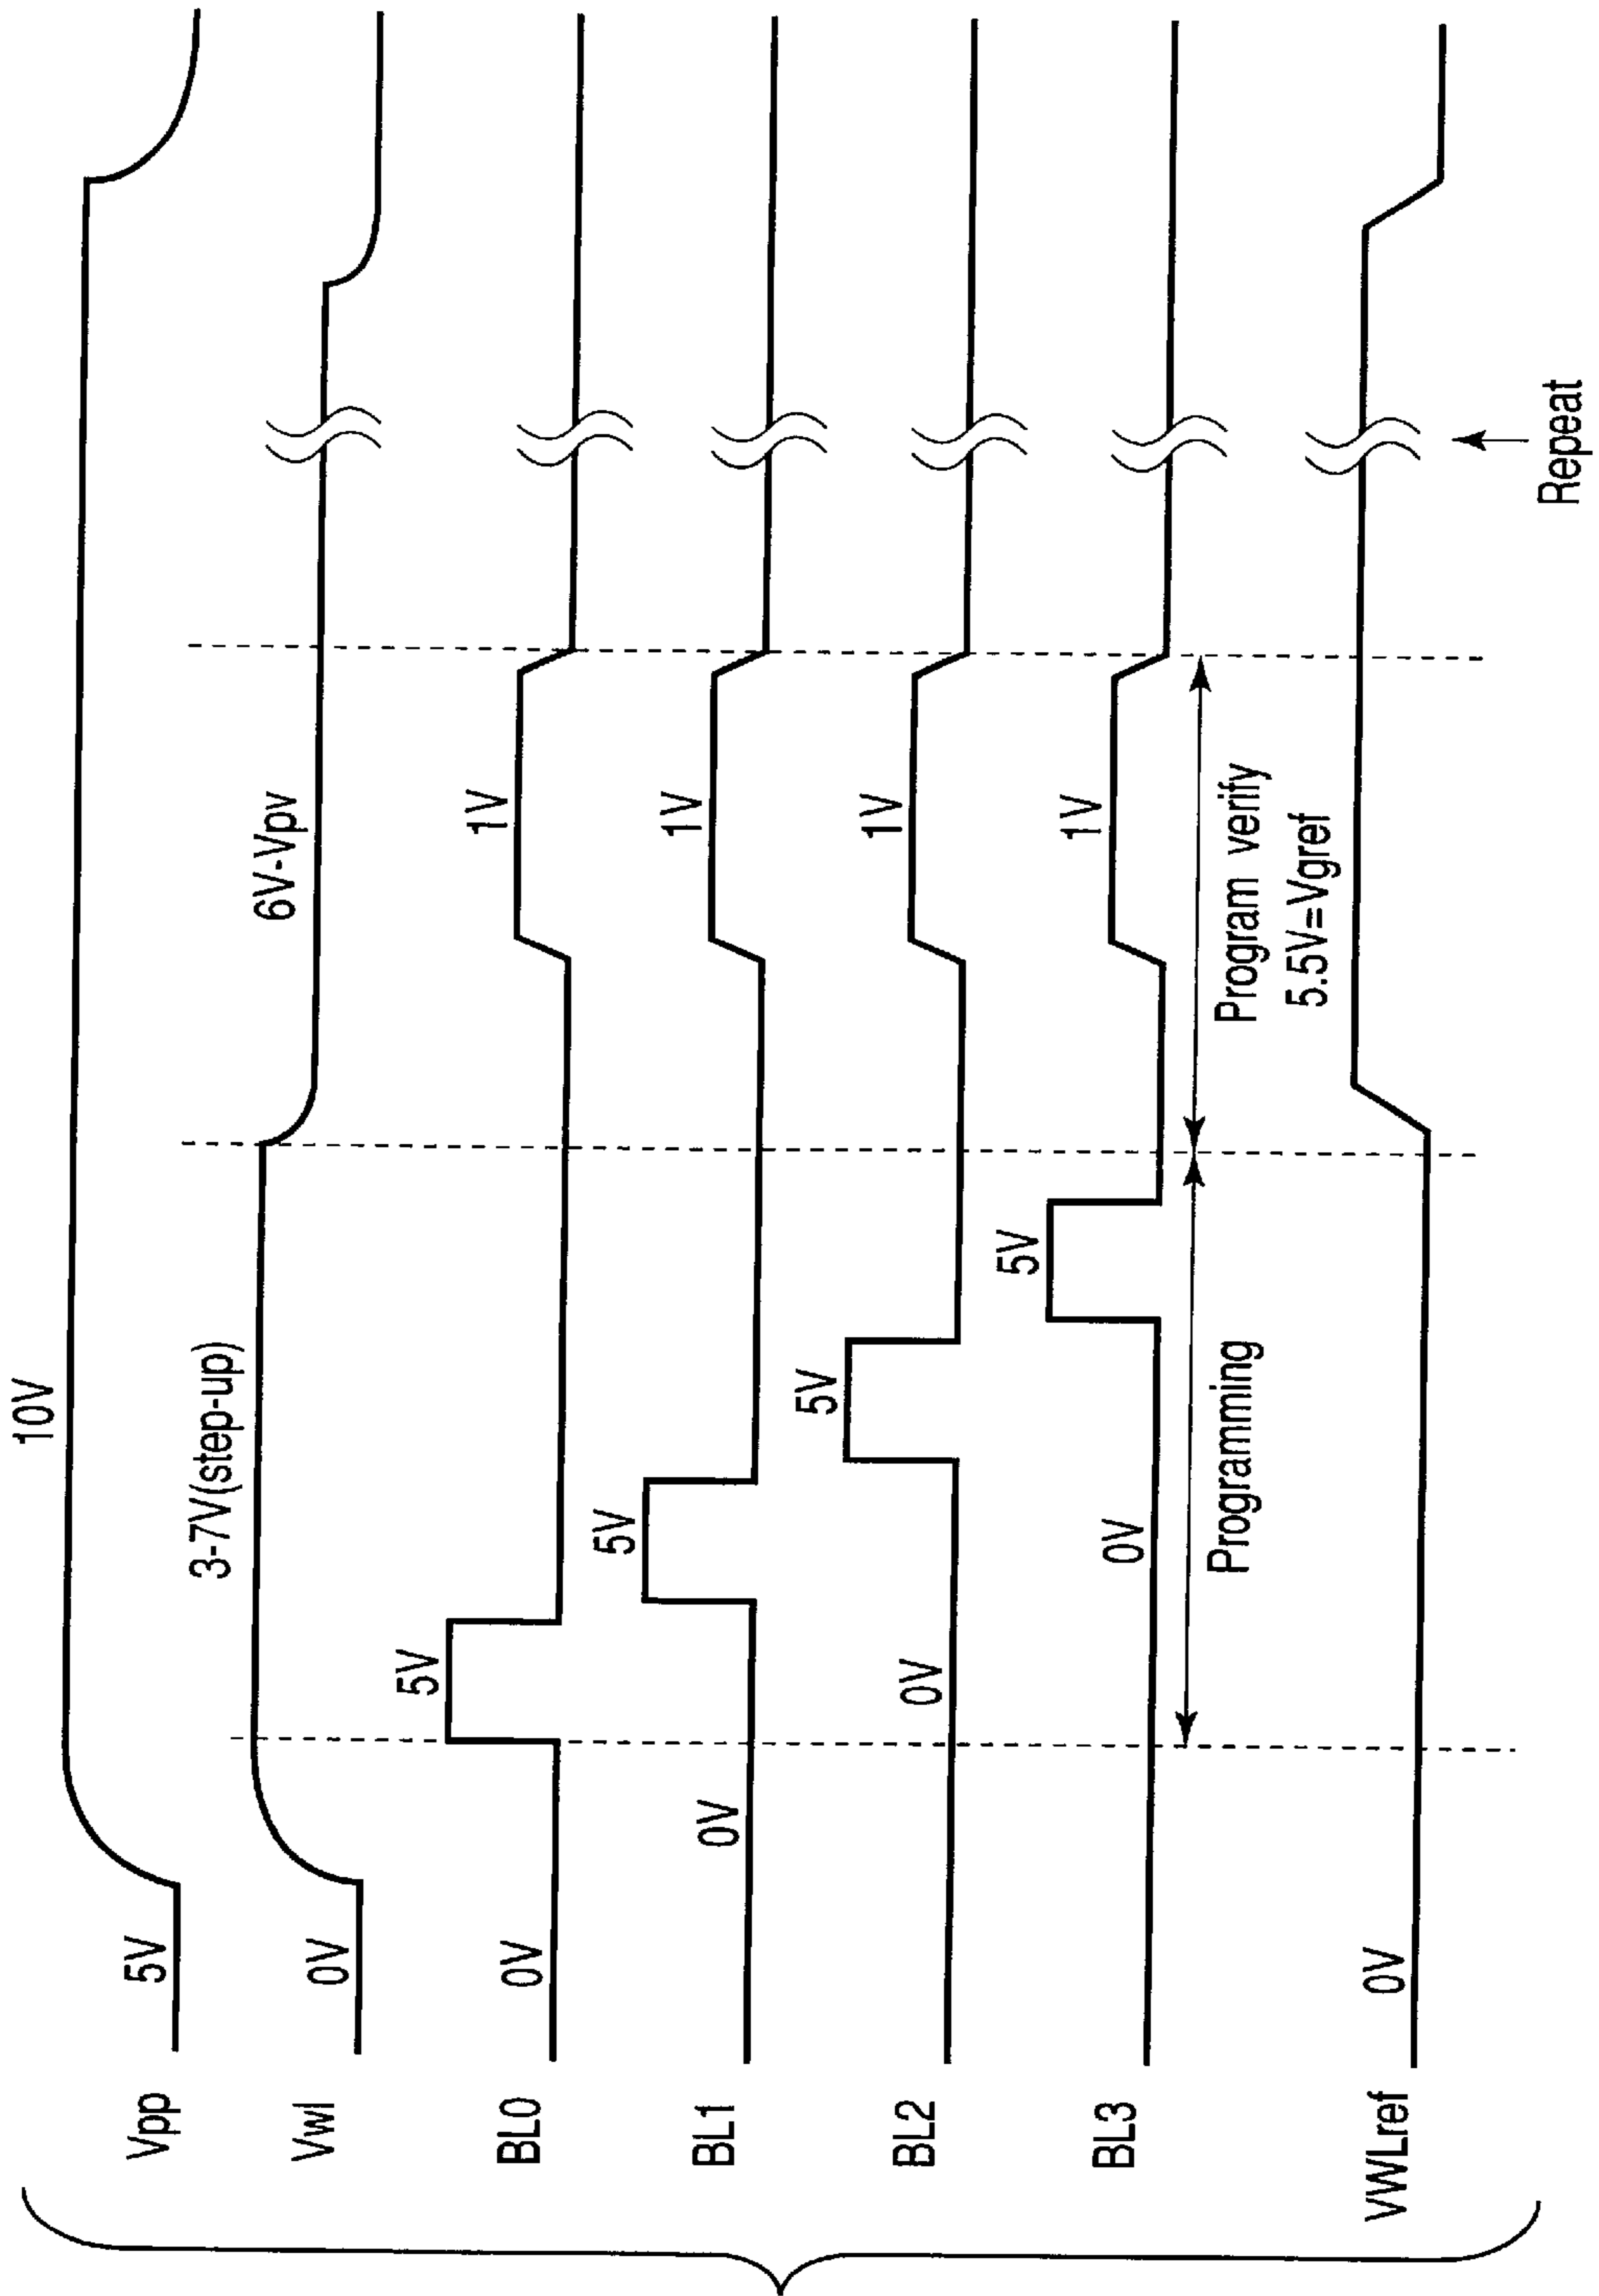 10V
Vpp 5V
3-7V(step-up)
6V-Vpv
Vwl 0V
5V
1V
BL0 0V
5V
1V
BL1 0V
5V
1V
BL2 0V
5V
1V
BL3 0V
Programming
Program verify
5.5V=Vgref
VWLref 0V
Repeat